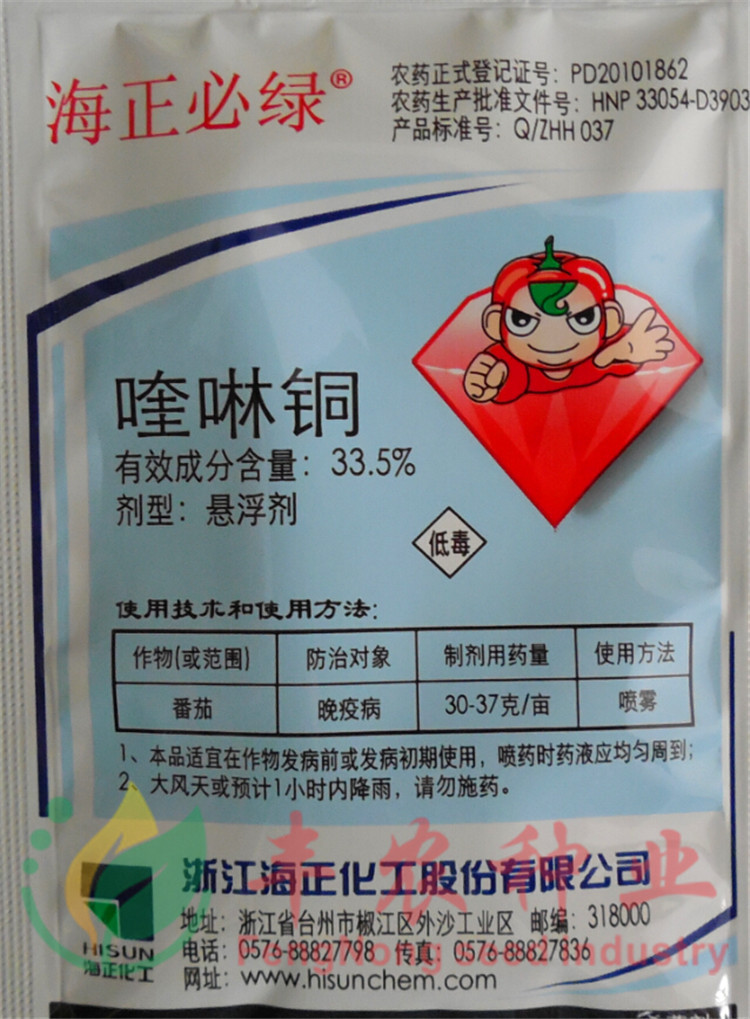 海正必绿®
农药正式登记证号：PD20101862
农药生产批准文件号：HNP 33054-D3903
产品标准号：Q/ZHH 037
喹啉铜
有效成分含量：33.5%
剂型：悬浮剂
低毒
使用技术和使用方法：
作物(或范围) 防治对象 制剂用药量 使用方法
番茄 晚疫病 30-37克/亩 喷雾
1、本品适宜在作物发病前或发病初期使用，喷药时药液应均匀周到；
2、大风天或预计1小时内降雨，请勿施药。
浙江海正化工股份有限公司
丰农种业
地址：浙江省台州市椒江区外沙工业区 邮编：318000
电话：0576-88827798 传真：0576-88827836
网址：www.hisunchem.com
HISUN
海正化工
FengNong seed industry